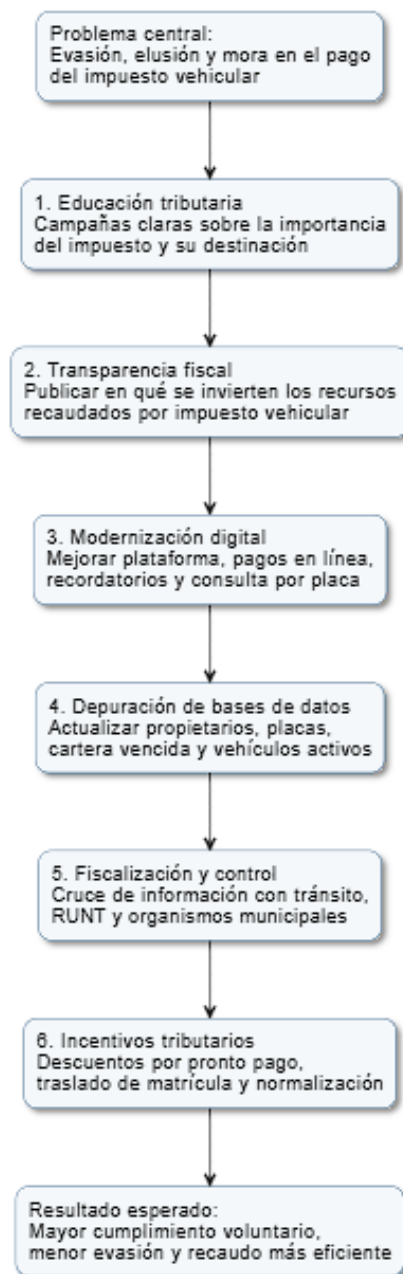 Problema central:
Evasión, elusión y mora en el pago
del impuesto vehicular
1. Educación tributaria
Campañas claras sobre la importancia
del impuesto y su destinación
2. Transparencia fiscal
Publicar en qué se invierten los recursos
recaudados por impuesto vehicular
3. Modernización digital
Mejorar plataforma, pagos en línea,
recordatorios y consulta por placa
4. Depuración de bases de datos
Actualizar propietarios, placas,
cartera vencida y vehículos activos
5. Fiscalización y control
Cruce de información con tránsito,
RUNT y organismos municipales
6. Incentivos tributarios
Descuentos por pronto pago,
traslado de matrícula y normalización
Resultado esperado:
Mayor cumplimiento voluntario,
menor evasión y recaudo más eficiente